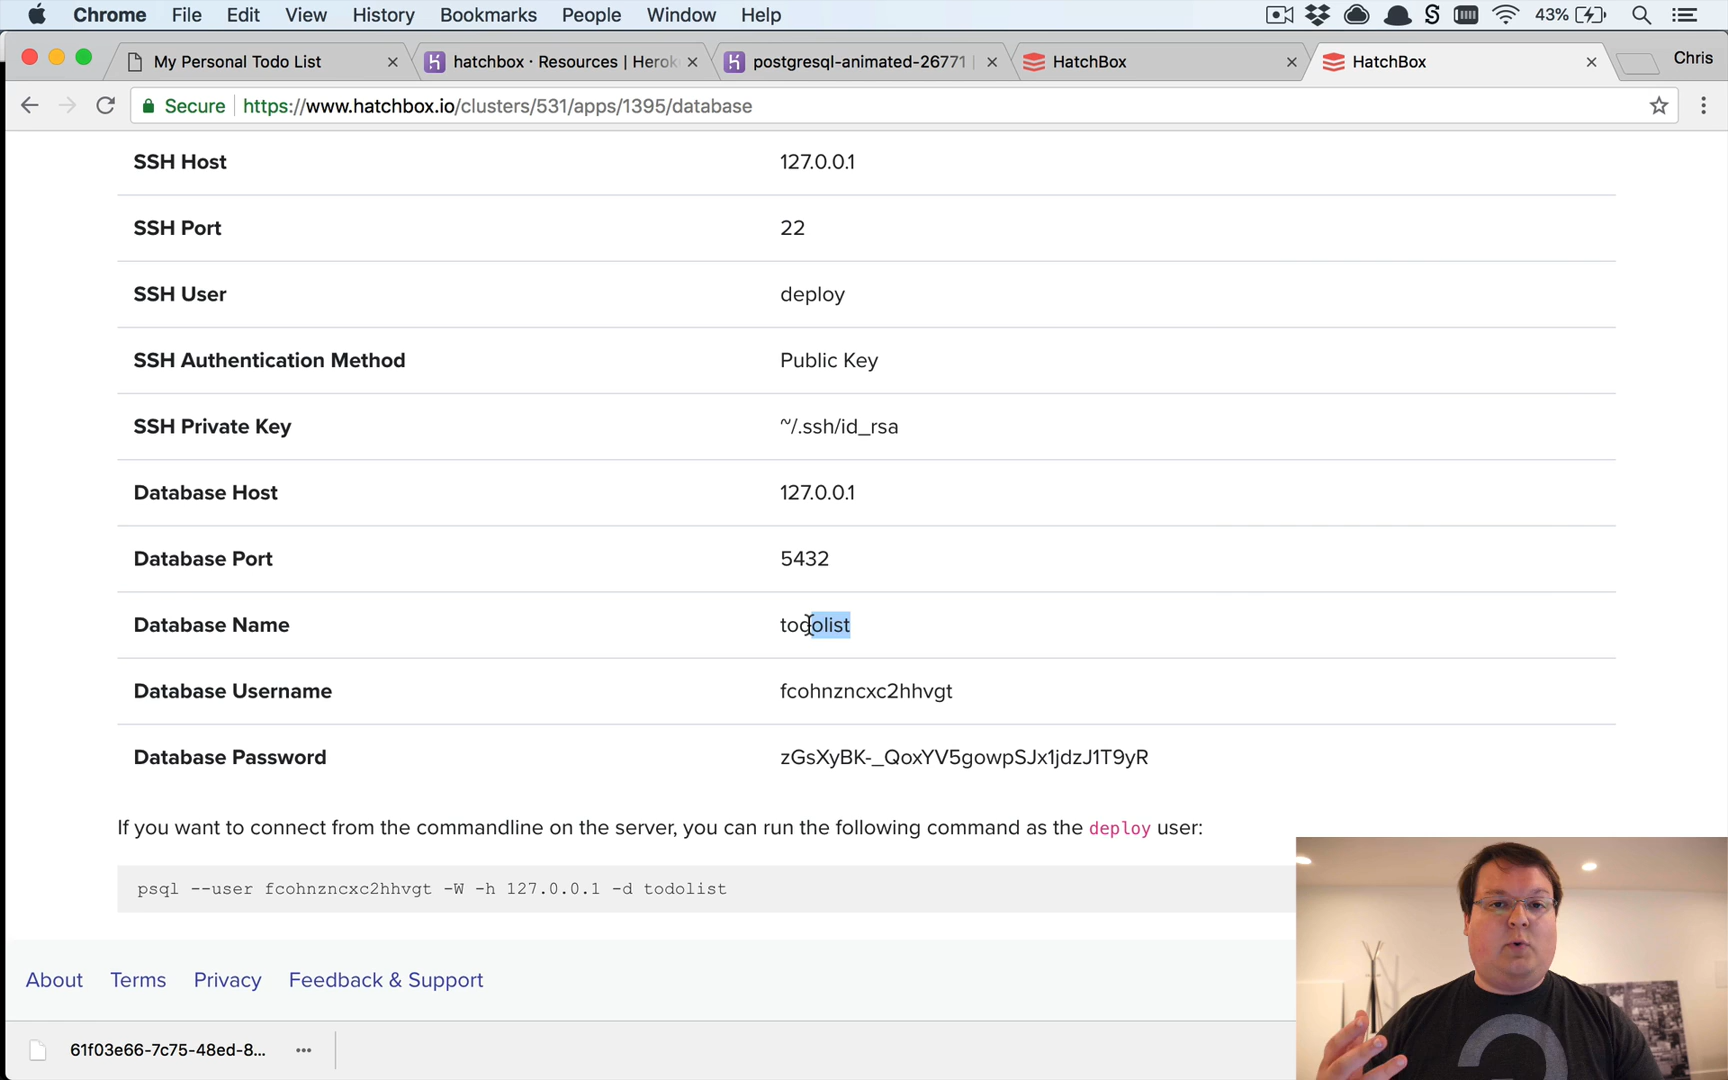 Chrome File Edit View History Bookmarks People Window Help 43%
My Personal Todo List
hatchbox · Resources | Herok
postgresql-animated-26771 |
HatchBox
HatchBox
Chris
Secure https://www.hatchbox.io/clusters/531/apps/1395/database
SSH Host 127.0.0.1
SSH Port 22
SSH User deploy
SSH Authentication Method Public Key
SSH Private Key ~/.ssh/id_rsa
Database Host 127.0.0.1
Database Port 5432
Database Name todolist
Database Username fcohnzncxc2hhvgt
Database Password zGsXyBK-_QoxYV5gowpSJx1jdzJ1T9yR
If you want to connect from the commandline on the server, you can run the following command as the deploy user:
psql --user fcohnzncxc2hhvgt -W -h 127.0.0.1 -d todolist
About Terms Privacy Feedback & Support
61f03e66-7c75-48ed-8...